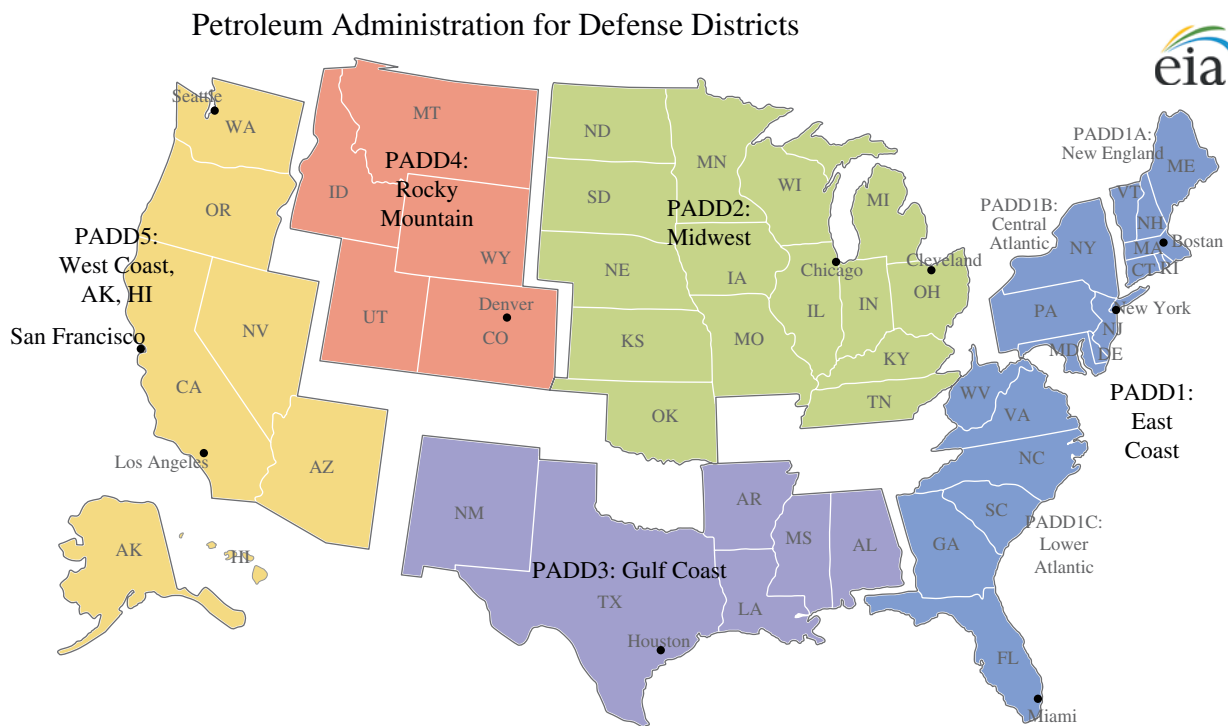 Petroleum Administration for Defense Districts
eia
Seattle
WA
OR
PADD5:
West Coast,
AK, HI
San Francisco
NV
CA
Los Angeles
AZ
AK
HI
MT
PADD4:
Rocky
Mountain
ID
WY
UT
Denver
CO
ND
MN
SD
WI
MI
PADD2:
Midwest
NE
IA
Chicago
Cleveland
IL
IN
OH
KS
MO
KY
OK
TN
NM
AR
MS
AL
PADD3: Gulf Coast
TX
LA
Houston
PADD1A:
New England
ME
VT
NH
PADD1B:
Central
Atlantic
NY
MA
Bostan
CT
RI
PA
New York
NJ
MD
DE
WV
VA
PADD1:
East
Coast
NC
SC
GA
PADD1C:
Lower
Atlantic
FL
Miami